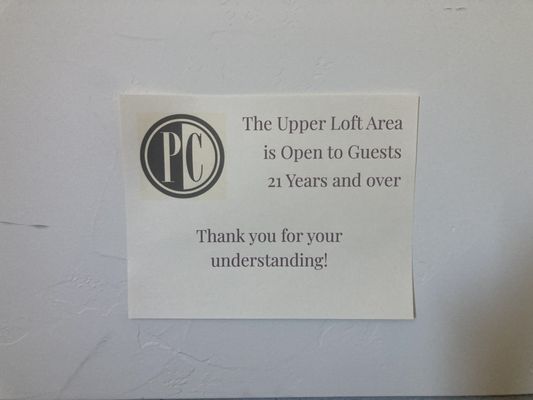 PC
The Upper Loft Area
is Open to Guests
21 Years and over
Thank you for your
understanding!